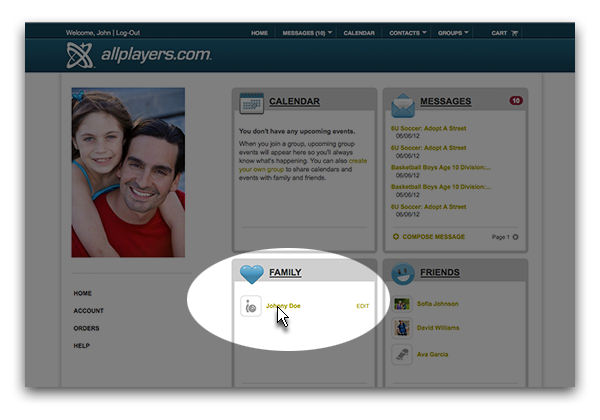 Welcome, John | Log-Out
HOME
MESSAGES (10)
CALENDAR
CONTACTS
GROUPS
CART
allplayers.com
CALENDAR
You don't have any upcoming events.
When you join a group, upcoming group
events will appear here so you'll always
know what's happening. You can also create
your own group to share calendars and
events with family and friends.
MESSAGES
10
6U Soccer: Adopt A Street
06/06/12
6U Soccer: Adopt A Street
06/06/12
Basketball Boys Age 10 Division:...
Basketball Boys Age 10 Division:...
06/06/12
6U Soccer: Adopt A Street
06/06/12
COMPOSE MESSAGE
Page 1
HOME
ACCOUNT
ORDERS
HELP
FAMILY
Johnny Doe
EDIT
FRIENDS
Sofia Johnson
David Williams
Ava Garcia